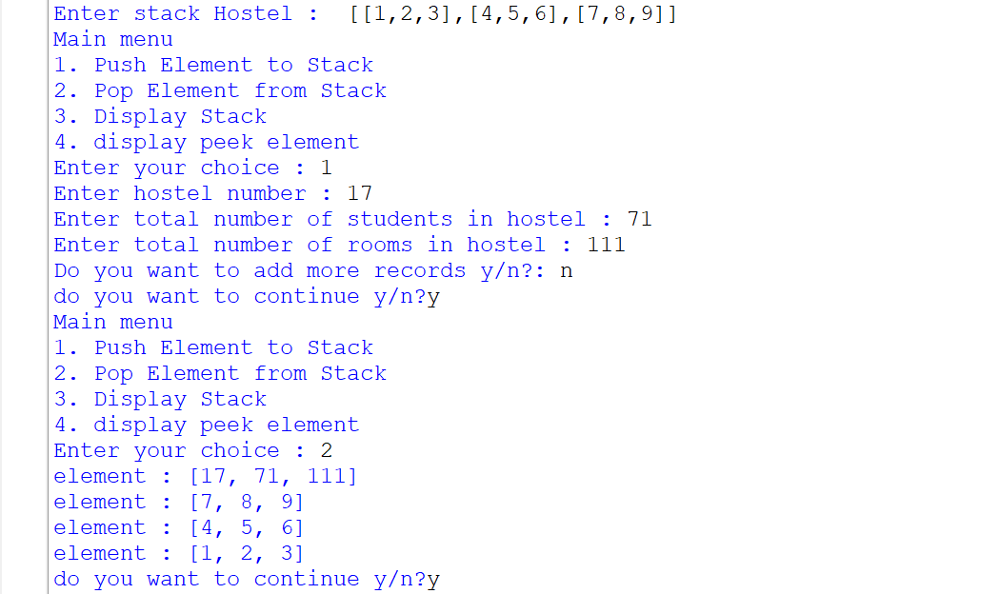 Enter stack Hostel :  [[1,2,3],[4,5,6],[7,8,9]]
Main menu
1. Push Element to Stack
2. Pop Element from Stack
3. Display Stack
4. display peek element
Enter your choice : 1
Enter hostel number : 17
Enter total number of students in hostel : 71
Enter total number of rooms in hostel : 111
Do you want to add more records y/n?: n
do you want to continue y/n?y
Main menu
1. Push Element to Stack
2. Pop Element from Stack
3. Display Stack
4. display peek element
Enter your choice : 2
element : [17, 71, 111]
element : [7, 8, 9]
element : [4, 5, 6]
element : [1, 2, 3]
do you want to continue y/n?y